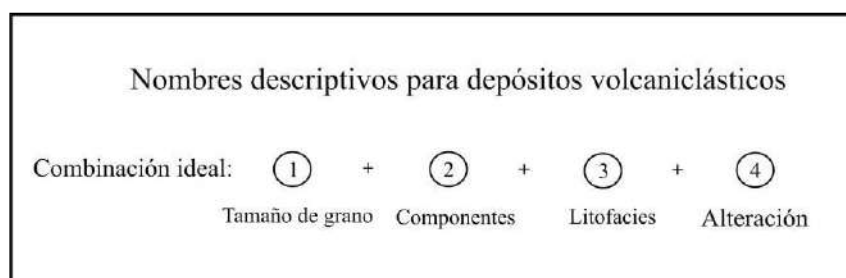 Nombres descriptivos para depósitos volcaniclásticos
Combinación ideal: 1 + 2 + 3 + 4
Tamaño de grano Componentes Litofacies Alteración